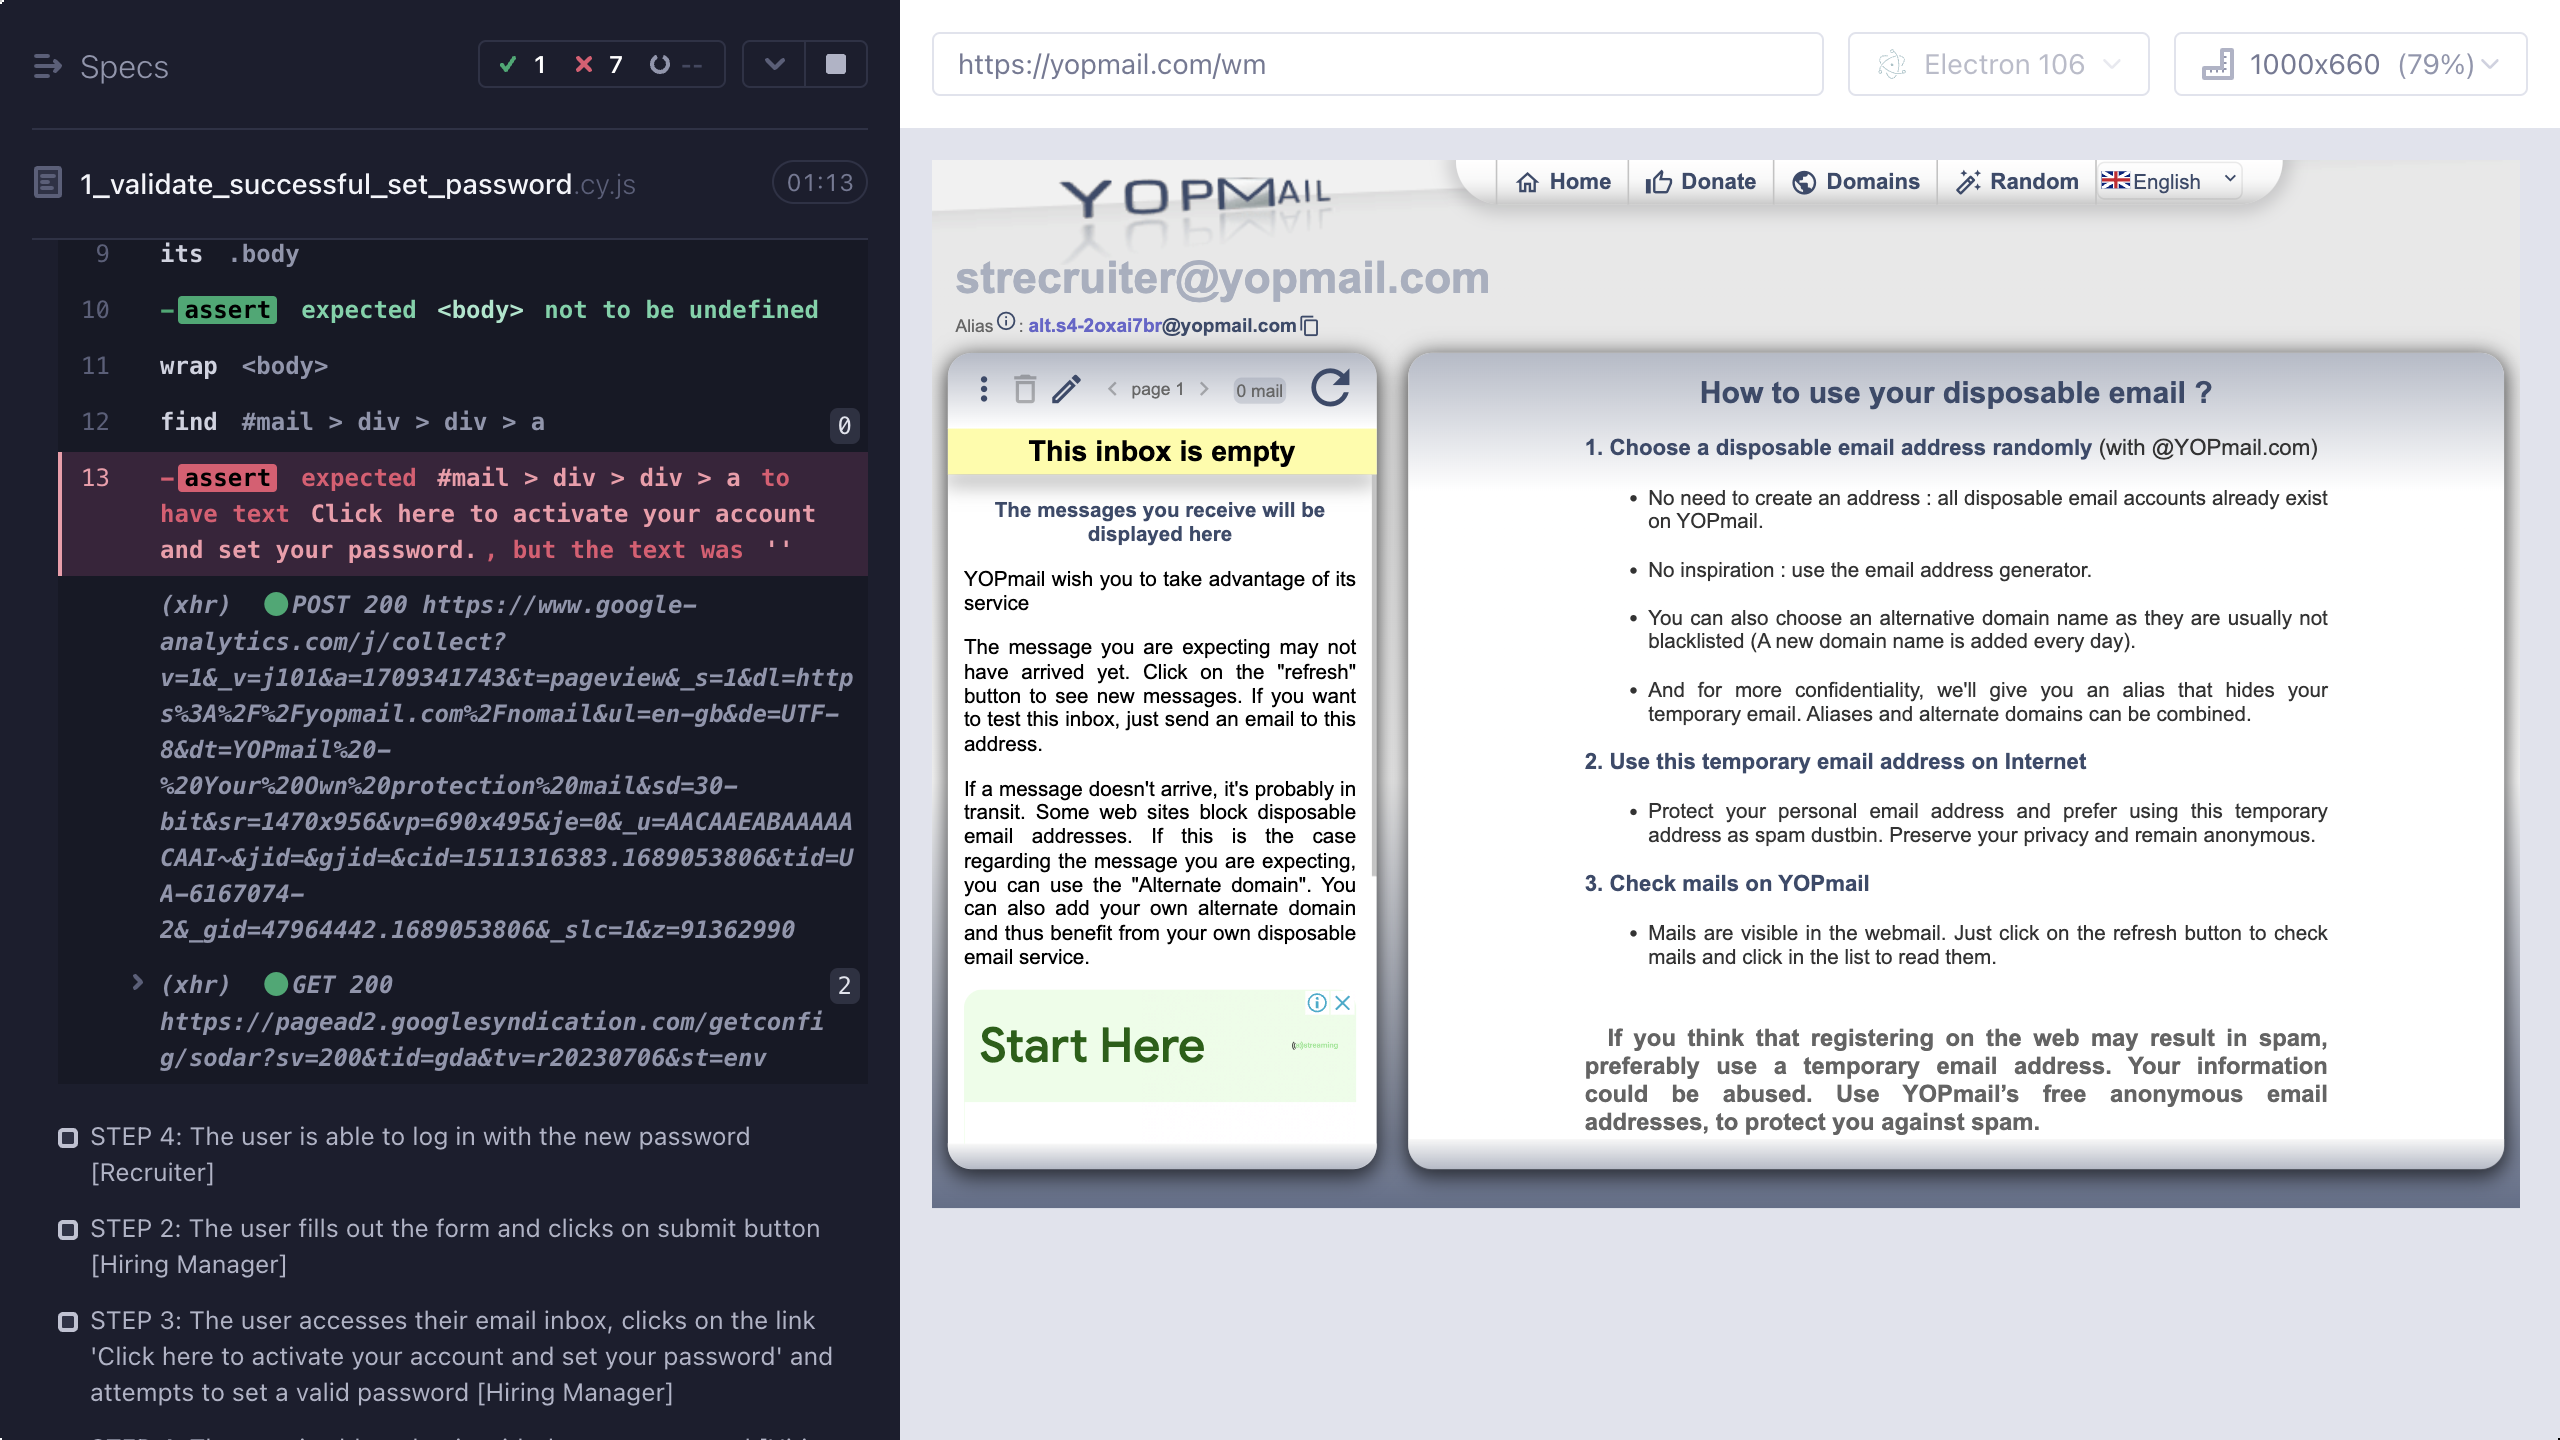 Specs
1
7
--
1_validate_successful_set_password.cy.js
01:13
9 its .body
10 -assert expected <body> not to be undefined
11 wrap <body>
12 find #mail > div > div > a 0
13 -assert expected #mail > div > div > a to
have text Click here to activate your account
and set your password. , but the text was ''
(xhr) POST 200 https://www.google-
analytics.com/j/collect?
v=1&_v=j101&a=1709341743&t=pageview&_s=1&dl=http
s%3A%2F%2Fyopmail.com%2Fnomail&ul=en-gb&de=UTF-
8&dt=YOPmail%20-
%20Your%20Own%20protection%20mail&sd=30-
bit&sr=1470x956&vp=690x495&je=0&_u=AACAAEABAAAAA
CAAI~&jid=&gjid=&cid=1511316383.1689053806&tid=U
A-6167074-
2&_gid=47964442.1689053806&_slc=1&z=91362990
(xhr) GET 200 2
https://pagead2.googlesyndication.com/getconfi
g/sodar?sv=200&tid=gda&tv=r20230706&st=env
STEP 4: The user is able to log in with the new password
[Recruiter]
STEP 2: The user fills out the form and clicks on submit button
[Hiring Manager]
STEP 3: The user accesses their email inbox, clicks on the link
'Click here to activate your account and set your password' and
attempts to set a valid password [Hiring Manager]
https://yopmail.com/wm
Electron 106
1000x660 (79%)
YOPMAIL
Home
Donate
Domains
Random
English
strecruiter@yopmail.com
Alias : alt.s4-2oxai7br@yopmail.com
page 1
0 mail
This inbox is empty
The messages you receive will be
displayed here
YOPmail wish you to take advantage of its
service
The message you are expecting may not
have arrived yet. Click on the "refresh"
button to see new messages. If you want
to test this inbox, just send an email to this
address.
If a message doesn't arrive, it's probably in
transit. Some web sites block disposable
email addresses. If this is the case
regarding the message you are expecting,
you can use the "Alternate domain". You
can also add your own alternate domain
and thus benefit from your own disposable
email service.
Start Here
streaming
How to use your disposable email ?
1. Choose a disposable email address randomly (with @YOPmail.com)
• No need to create an address : all disposable email accounts already exist
on YOPmail.
• No inspiration : use the email address generator.
• You can also choose an alternative domain name as they are usually not
blacklisted (A new domain name is added every day).
• And for more confidentiality, we'll give you an alias that hides your
temporary email. Aliases and alternate domains can be combined.
2. Use this temporary email address on Internet
• Protect your personal email address and prefer using this temporary
address as spam dustbin. Preserve your privacy and remain anonymous.
3. Check mails on YOPmail
• Mails are visible in the webmail. Just click on the refresh button to check
mails and click in the list to read them.
If you think that registering on the web may result in spam,
preferably use a temporary email address. Your information
could be abused. Use YOPmail’s free anonymous email
addresses, to protect you against spam.